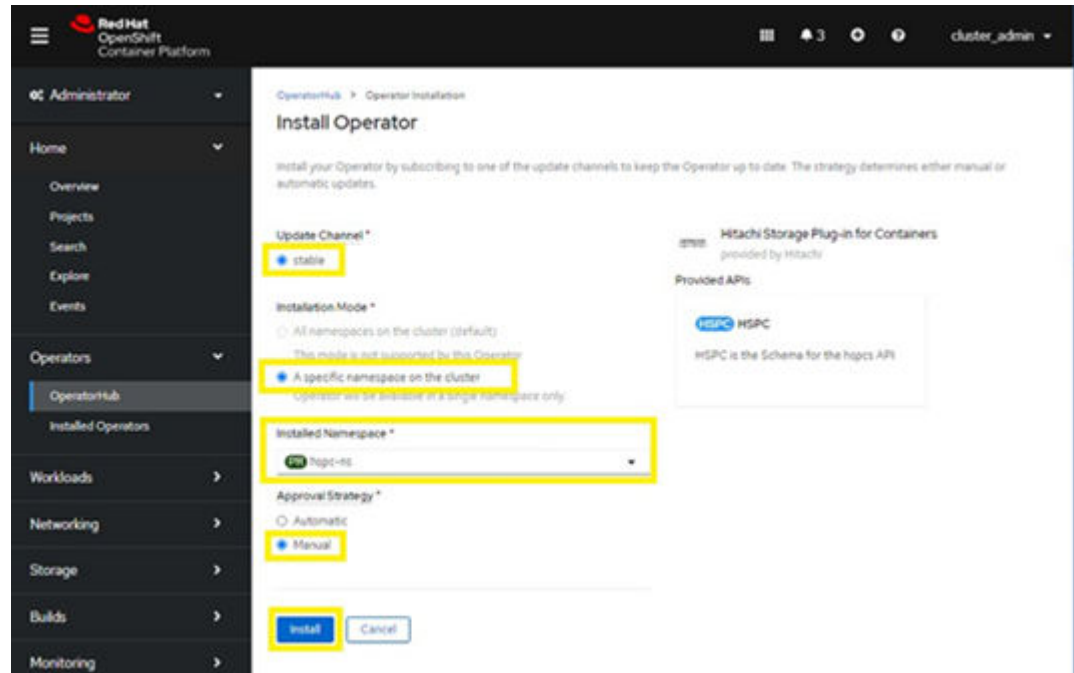 Red Hat
OpenShift
Container Platform
3
cluster_admin
Administrator
Home
Overview
Projects
Search
Explore
Events
Operators
OperatorHub
Installed Operators
Workloads
Networking
Storage
Builds
Monitoring
OperatorHub > Operator Installation
Install Operator
Install your Operator by subscribing to one of the update channels to keep the Operator up to date. The strategy determines either manual or
automatic updates.
Update Channel *
stable
Installation Mode *
All namespaces on the cluster (default)
This mode is not supported by this Operator
A specific namespace on the cluster
Operator will be available in a single namespace only.
Installed Namespace *
PR hspc-ns
Approval Strategy *
Automatic
Manual
Install
Cancel
Hitachi Storage Plug-in for Containers
provided by Hitachi
Provided APIs
HSPC HSPC
HSPC is the Schema for the hspcs API